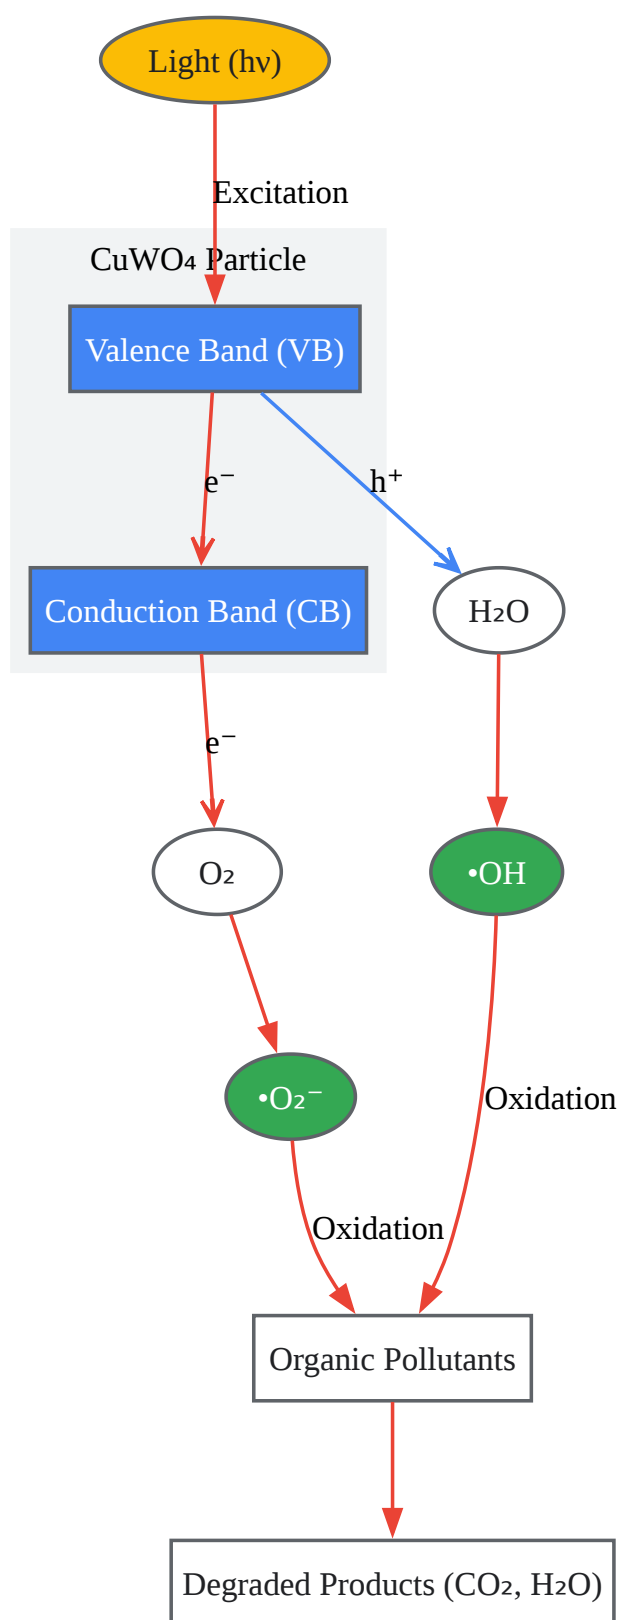 Light (hν)
Excitation
CuWO₄ Particle
Valence Band (VB)
e⁻
h⁺
Conduction Band (CB)
H₂O
e⁻
O₂
•OH
•O₂⁻
Oxidation
Oxidation
Organic Pollutants
Degraded Products (CO₂, H₂O)